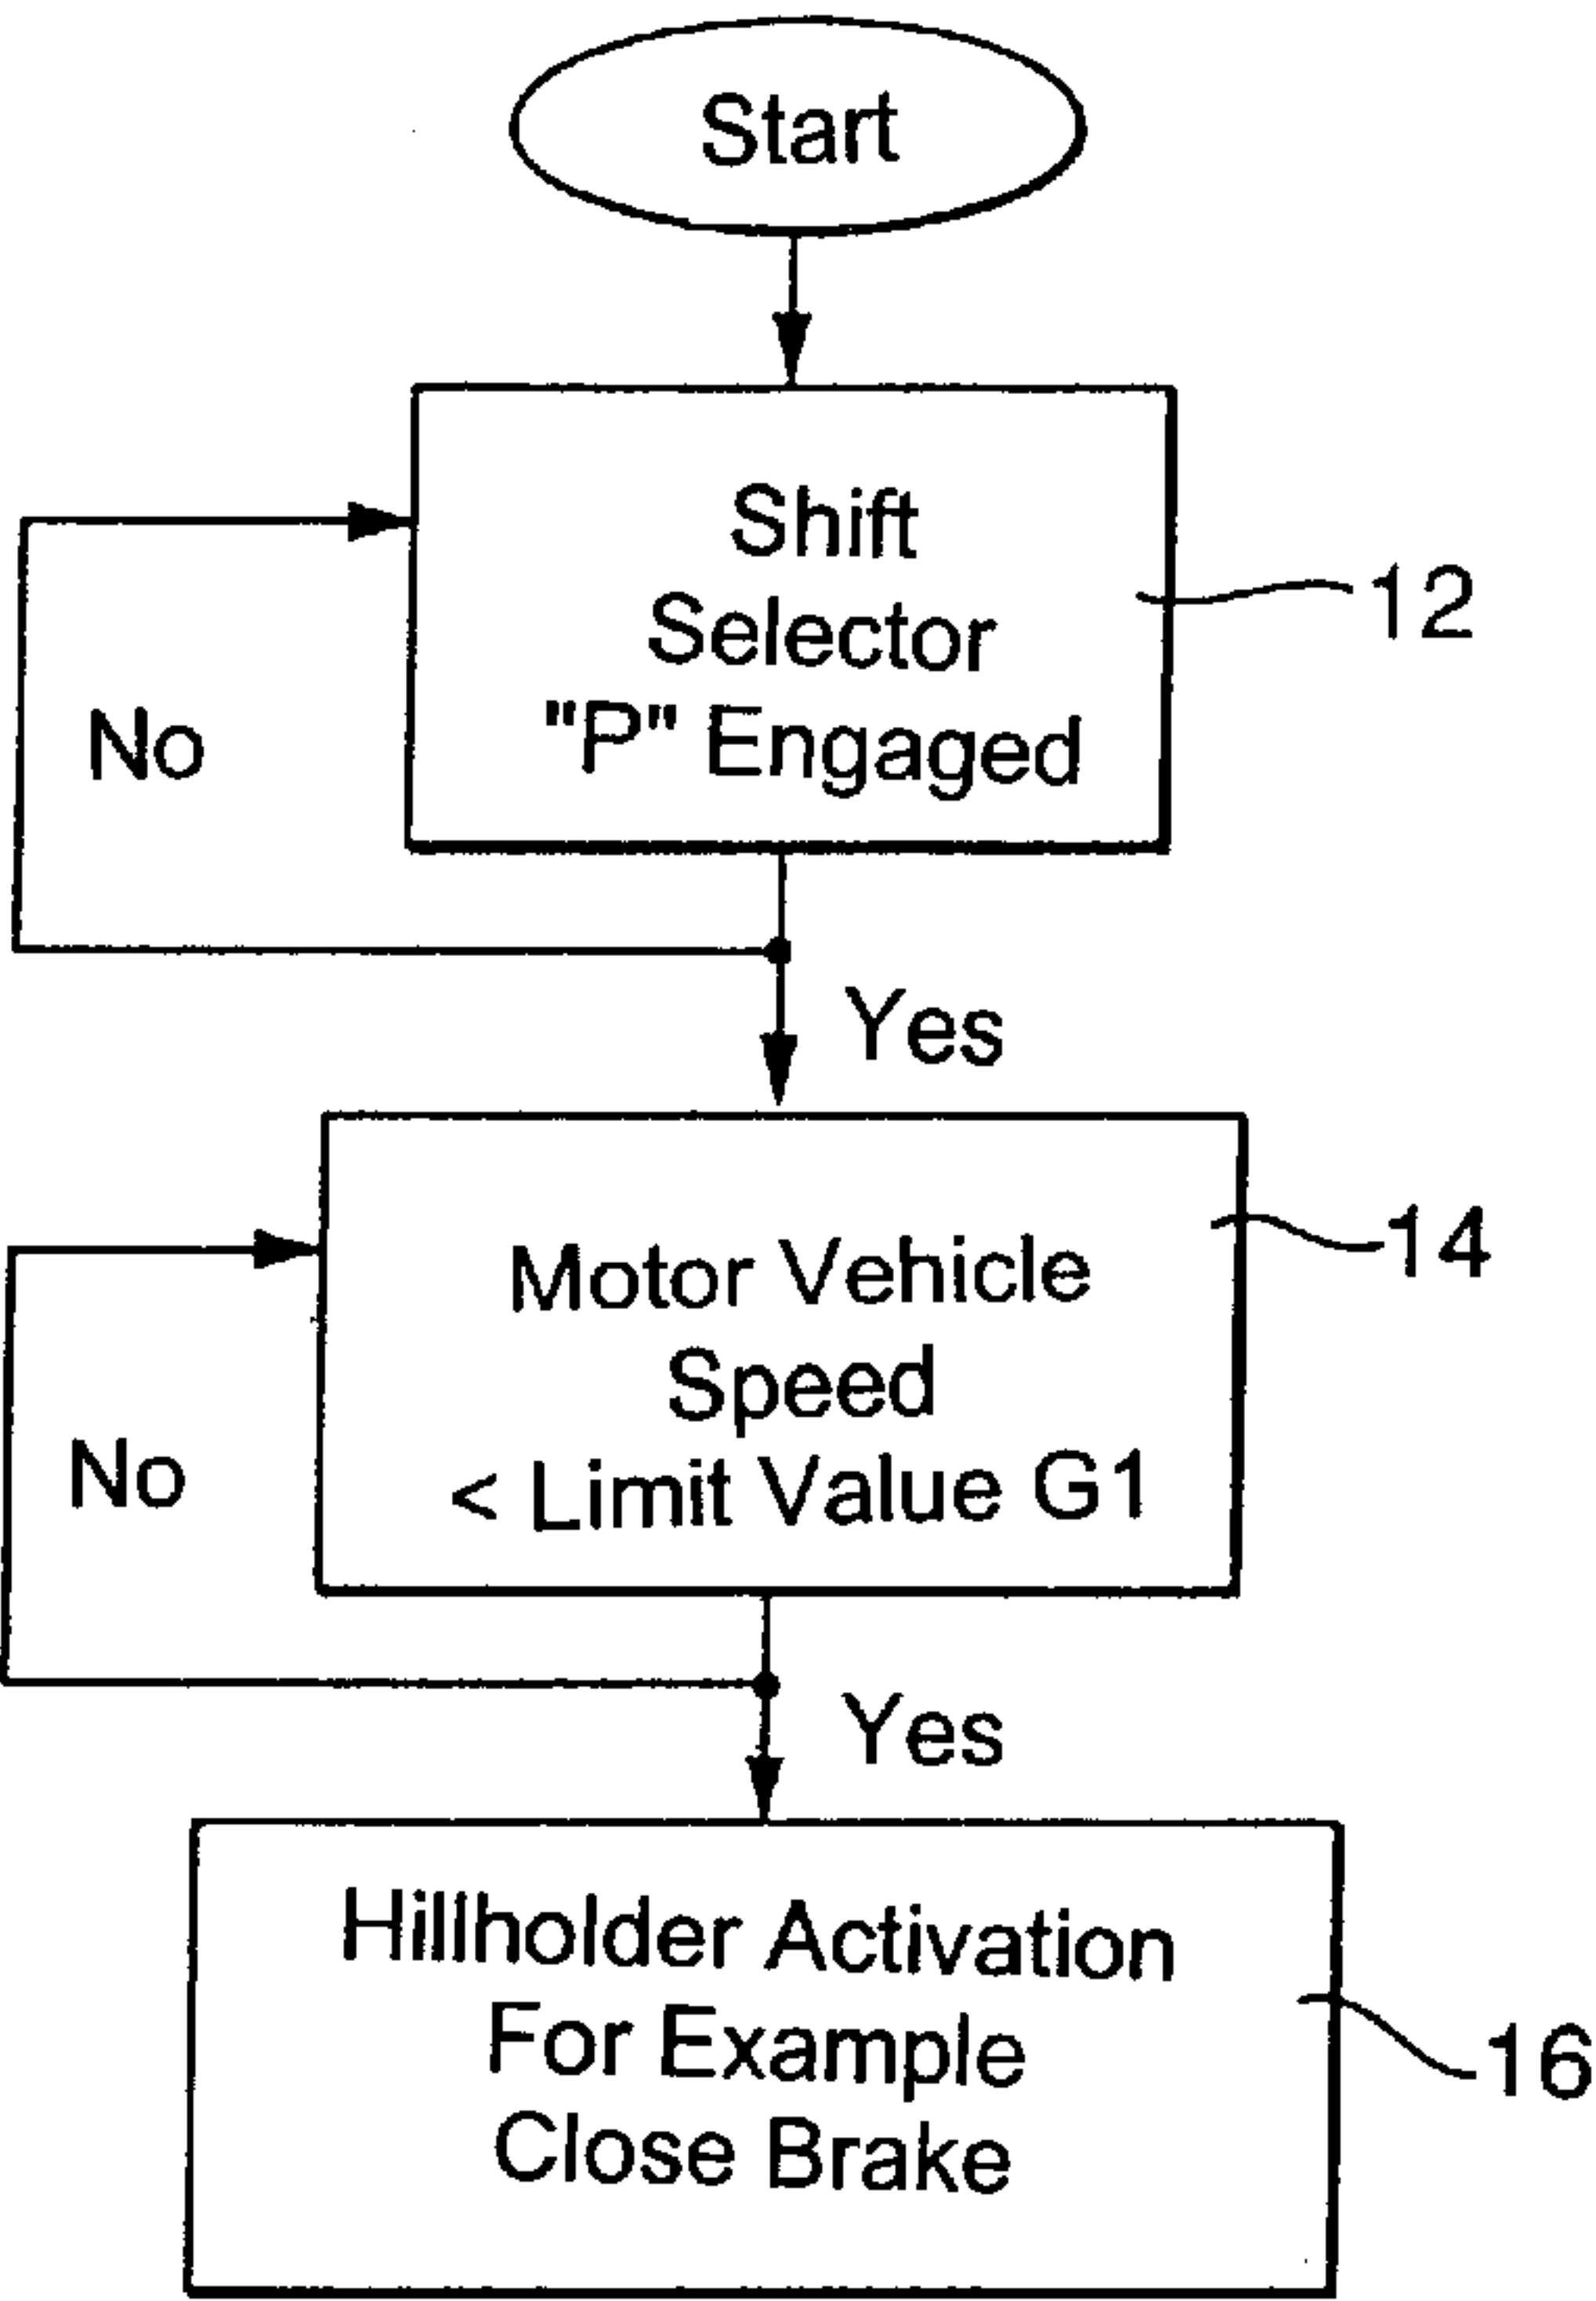 Start
Shift
Selector
"P" Engaged
12
No
Yes
Motor Vehicle
Speed
< Limit Value G1
14
No
Yes
Hillholder Activation
For Example
Close Brake
16